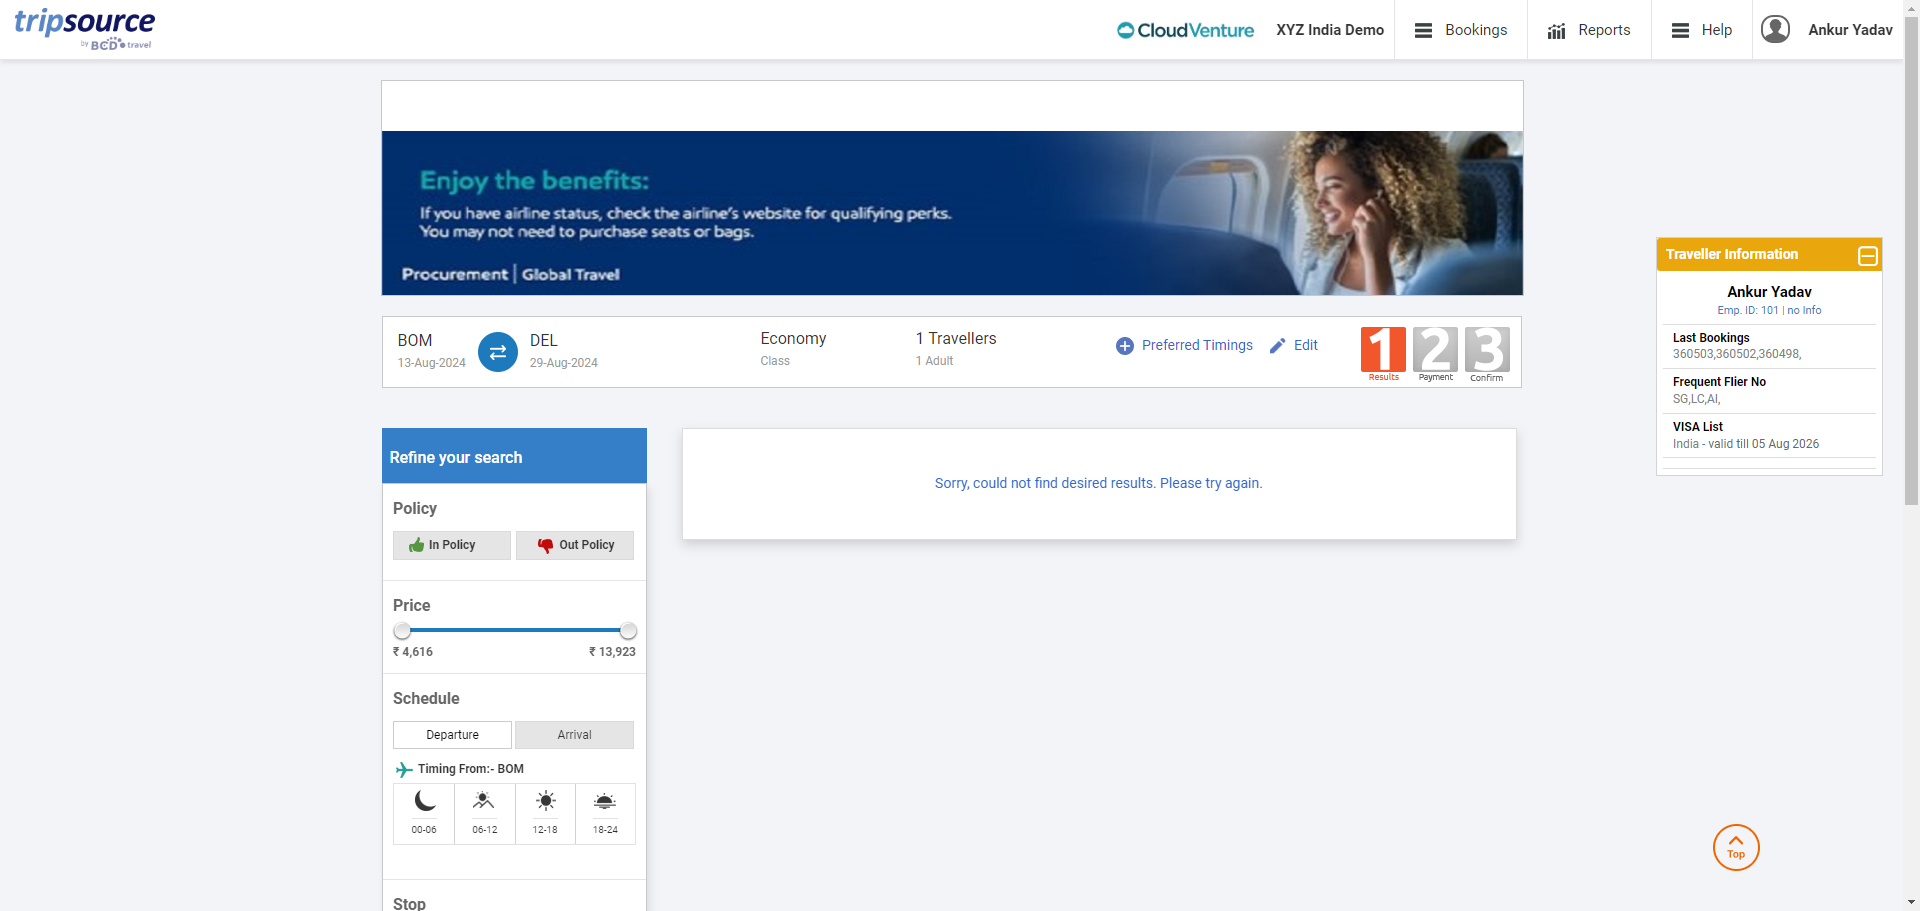 tripsource
by BCD travel
CloudVenture
XYZ India Demo
Bookings
Reports
Help
Ankur Yadav
Enjoy the benefits:
If you have airline status, check the airline's website for qualifying perks.
You may not need to purchase seats or bags.
Procurement | Global Travel
BOM
13-Aug-2024
DEL
29-Aug-2024
Economy
Class
1 Travellers
1 Adult
Preferred Timings
Edit
1
Results
2
Payment
3
Confirm
Traveller Information
Ankur Yadav
Emp. ID: 101 | no Info
Last Bookings
360503,360502,360498,
Frequent Flier No
SG,LC,AI,
VISA List
India - valid till 05 Aug 2026
Refine your search
Policy
In Policy
Out Policy
Price
₹ 4,616
₹ 13,923
Schedule
Departure
Arrival
Timing From:- BOM
00-06
06-12
12-18
18-24
Stop
Sorry, could not find desired results. Please try again.
Top